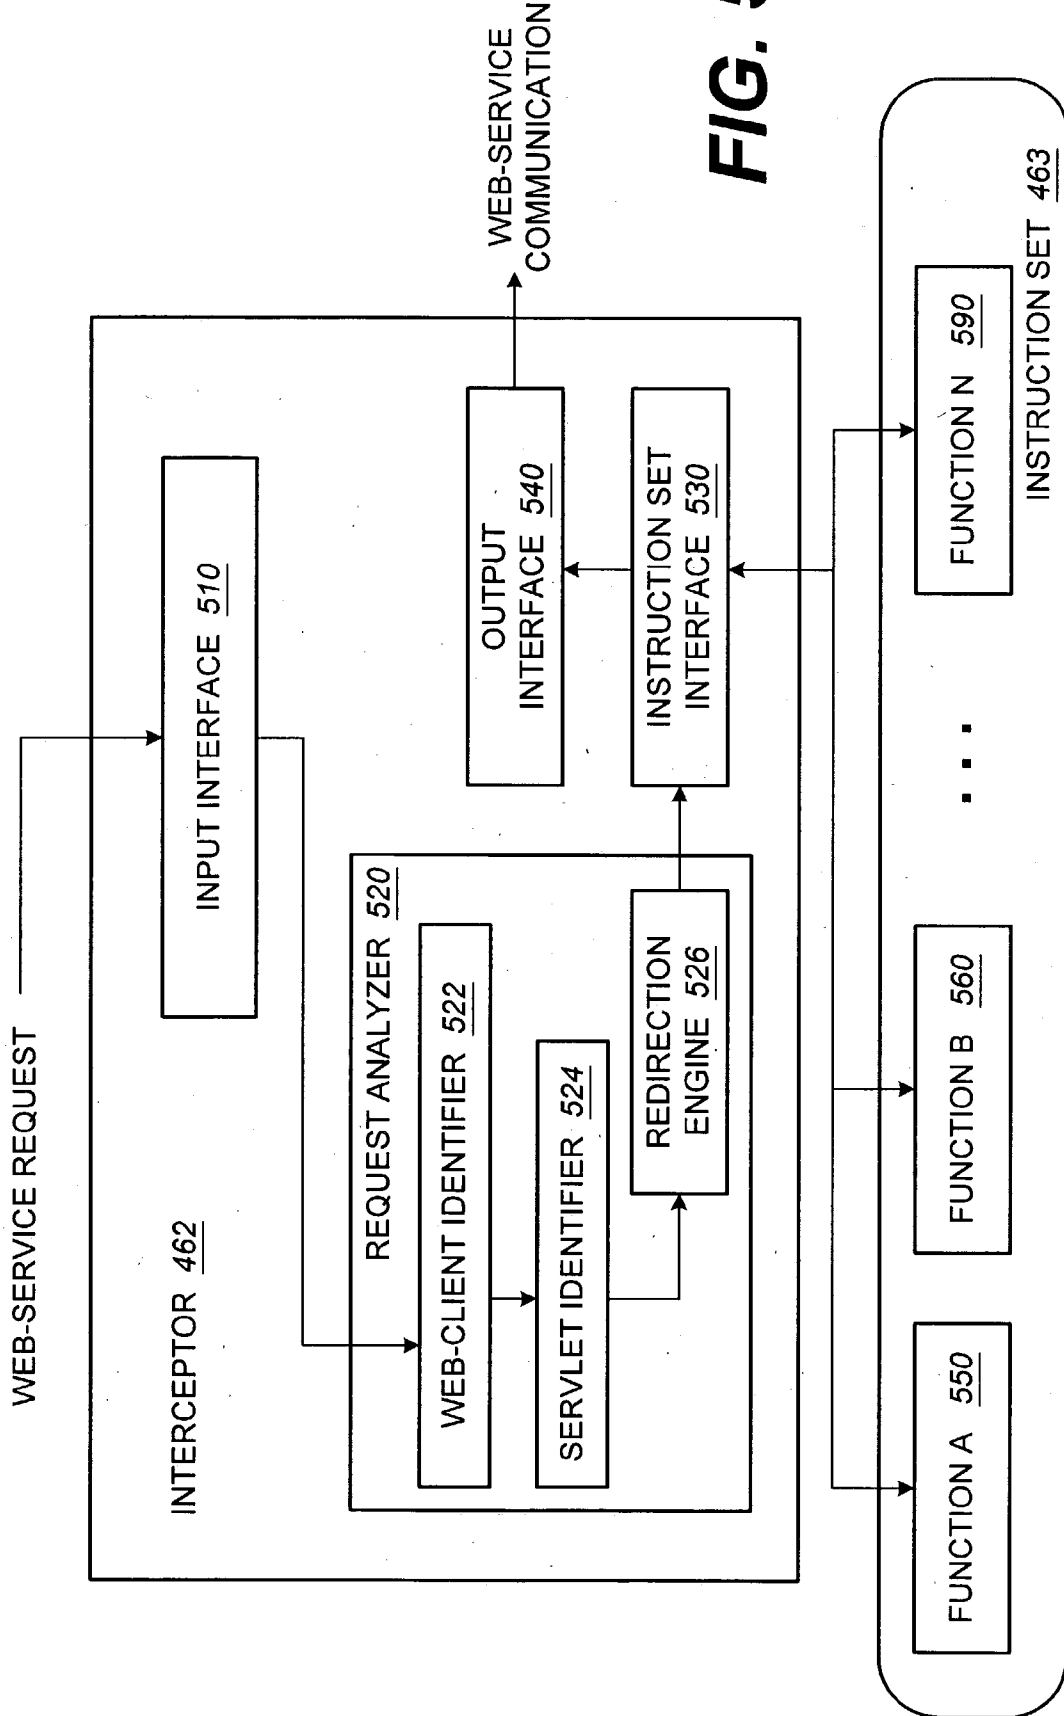 WEB-SERVICE REQUEST
INTERCEPTOR 462
INPUT INTERFACE 510
REQUEST ANALYZER 520
WEB-CLIENT IDENTIFIER 522
SERVLET IDENTIFIER 524
REDIRECTION
ENGINE 526
OUTPUT
INTERFACE 540
INSTRUCTION SET
INTERFACE 530
WEB-SERVICE
COMMUNICATION
FUNCTION A 550
FUNCTION B 560
. . .
FUNCTION N 590
INSTRUCTION SET 463
FIG. 5